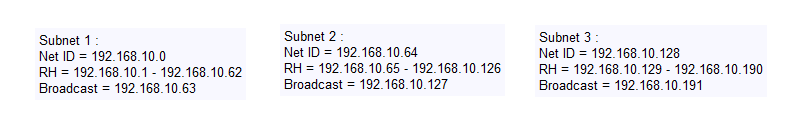 Subnet 1 :
Net ID = 192.168.10.0
RH = 192.168.10.1 - 192.168.10.62
Broadcast = 192.168.10.63
Subnet 2 :
Net ID = 192.168.10.64
RH = 192.168.10.65 - 192.168.10.126
Broadcast = 192.168.10.127
Subnet 3 :
Net ID = 192.168.10.128
RH = 192.168.10.129 - 192.168.10.190
Broadcast = 192.168.10.191